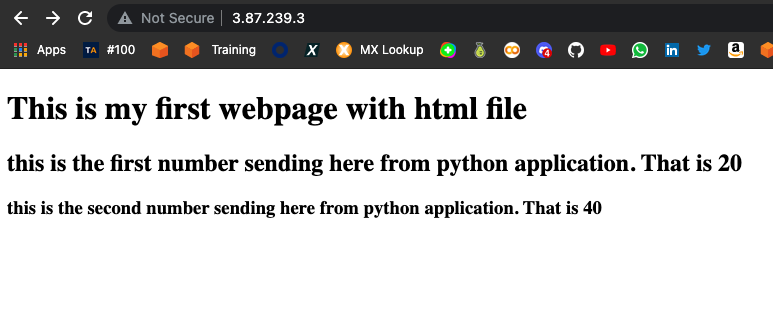 Not Secure | 3.87.239.3
Apps TA #100 Training X MX Lookup 4 in a
This is my first webpage with html file
this is the first number sending here from python application. That is 20
this is the second number sending here from python application. That is 40